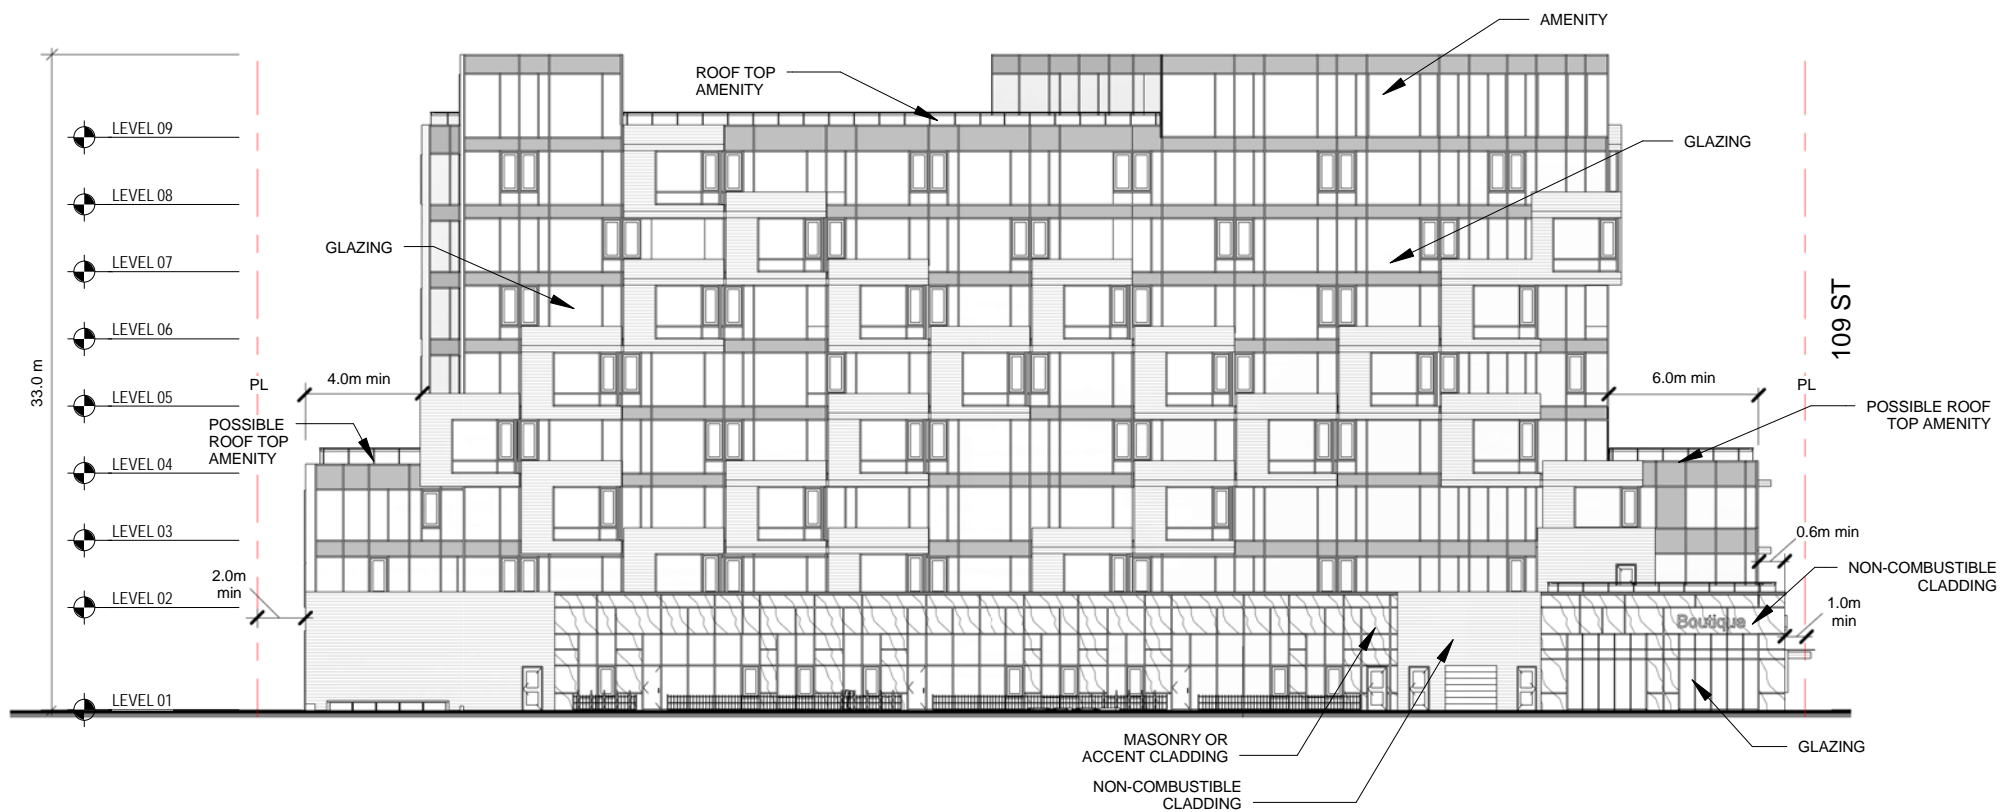 AMENITY
ROOF TOP
AMENITY
LEVEL 09
GLAZING
LEVEL 08
GLAZING
LEVEL 07
LEVEL 06
109 ST
33.0 m
PL
4.0m min
6.0m min
PL
LEVEL 05
POSSIBLE
ROOF TOP
AMENITY
POSSIBLE ROOF
TOP AMENITY
LEVEL 04
LEVEL 03
0.6m min
2.0m
min
NON-COMBUSTIBLE
CLADDING
LEVEL 02
1.0m
min
Boutique
LEVEL 01
MASONRY OR
ACCENT CLADDING
GLAZING
NON-COMBUSTIBLE
CLADDING